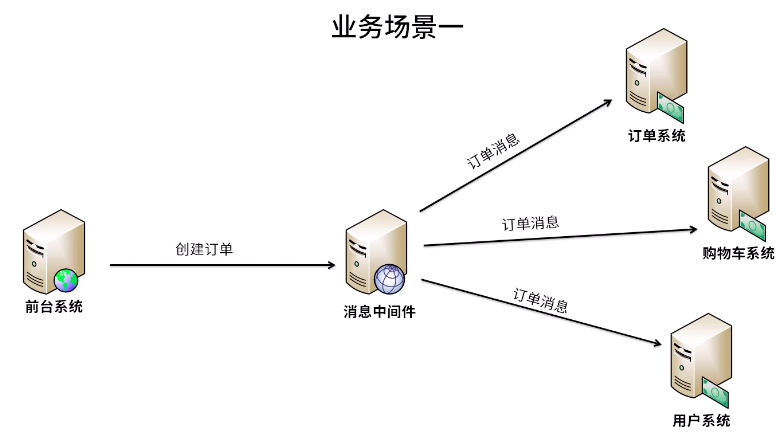 业务场景一
订单系统
订单消息
购物车系统
订单消息
创建订单
前台系统
消息中间件
订单消息
用户系统